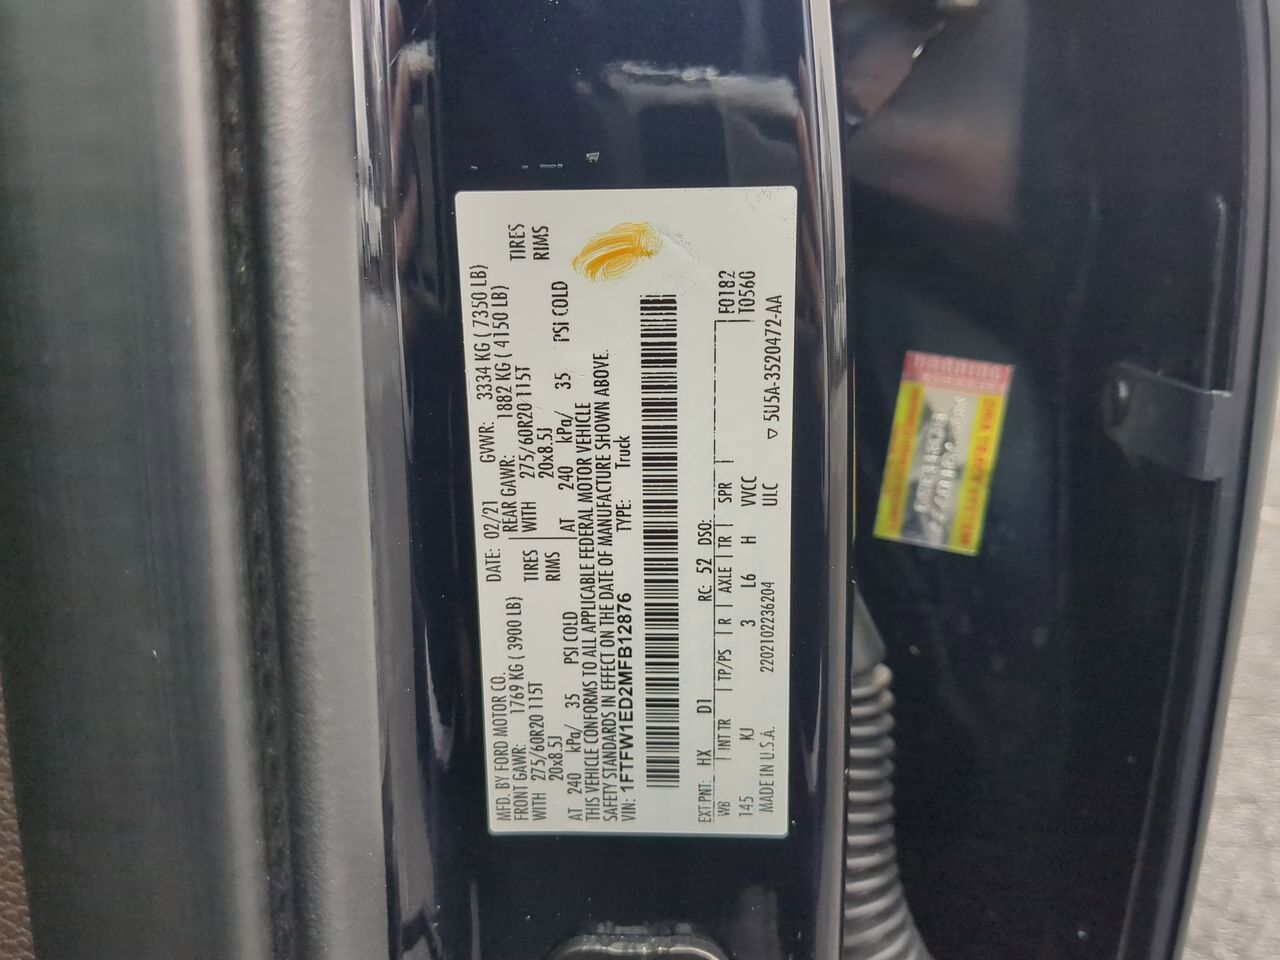 MFD. BY FORD MOTOR CO.
DATE: 02/21
GVWR: 3334 KG ( 7350 LB)
FRONT GAWR: 1769 KG ( 3900 LB)
REAR GAWR: 1882 KG ( 4150 LB)
WITH 275/60R20 115T TIRES
WITH 275/60R20 115T TIRES
20x8.5J RIMS
20x8.5J RIMS
AT 240 kPa/ 35 PSI COLD
AT 240 kPa/ 35 PSI COLD
THIS VEHICLE CONFORMS TO ALL APPLICABLE FEDERAL MOTOR VEHICLE
SAFETY STANDARDS IN EFFECT ON THE DATE OF MANUFACTURE SHOWN ABOVE.
VIN: 1FTFW1ED2MFB12876
TYPE: Truck
EXT PNT: HX D1 RC: 52 DSO: F0182
WB INT TR TP/PS R AXLE TR SPR T056G
145 KJ 3 L6 H VVCC
MADE IN U.S.A. 2202102236204 ULC 5U5A-3520472-AA
WARNING